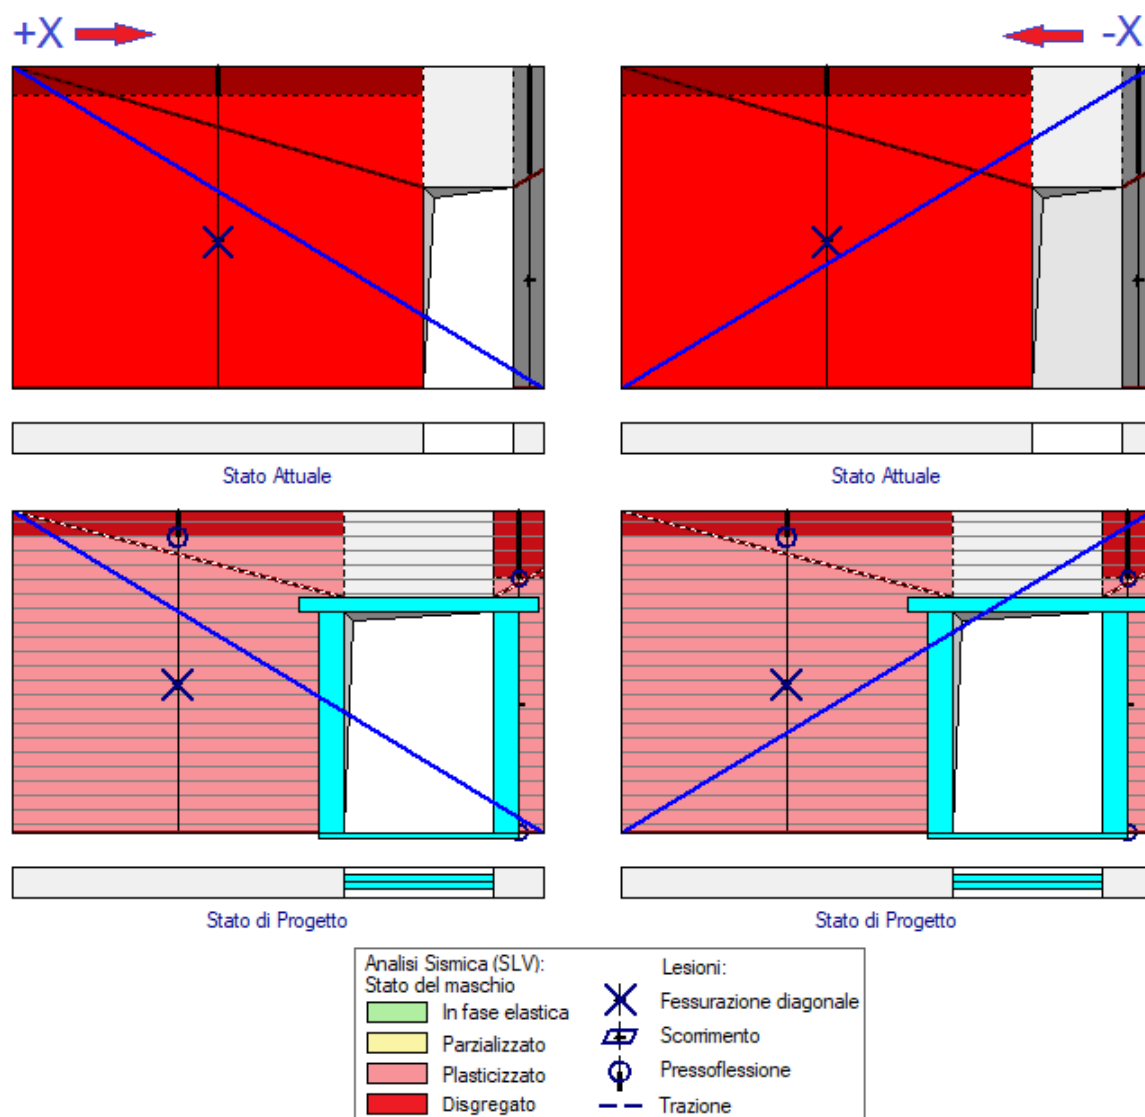 +X
-X
Stato Attuale
Stato Attuale
Stato di Progetto
Stato di Progetto
Analisi Sismica (SLV):
Stato del maschio
In fase elastica
Parzializzato
Plasticizzato
Disgregato
Lesioni:
Fessurazione diagonale
Scorrimento
Pressoflessione
Trazione